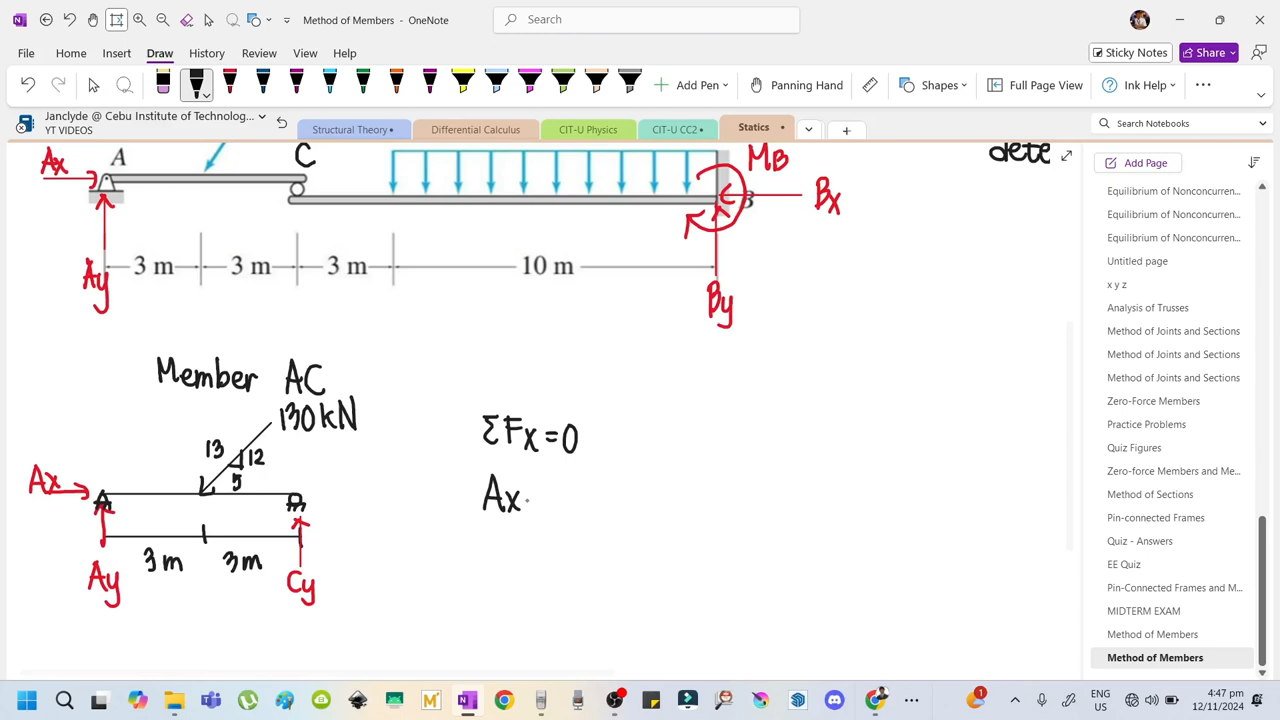 Method of Members - OneNote
Search
File Home Insert Draw History Review View Help
Sticky Notes
Share
Add Pen
Panning Hand
Shapes
Full Page View
Ink Help
Janclyde @ Cebu Institute of Technolog...
YT VIDEOS
Structural Theory
Differential Calculus
CIT-U Physics
CIT-U CC2
Statics
Search Notebooks
Add Page
Equilibrium of Nonconcurren...
Equilibrium of Nonconcurren...
Equilibrium of Nonconcurren...
Untitled page
x y z
Analysis of Trusses
Method of Joints and Sections
Method of Joints and Sections
Method of Joints and Sections
Zero-Force Members
Practice Problems
Quiz Figures
Zero-force Members and Me...
Method of Sections
Pin-connected Frames
Quiz - Answers
EE Quiz
Pin-Connected Frames and M...
MIDTERM EXAM
Method of Members
Method of Members
Ax A C MB
Bx
Ay 3 m 3 m 3 m 10 m
By
Member AC
130 kN
13 12
5
Ax
3 m 3 m
Ay Cy
ΣFx = 0
Ax
ENG
US
4:47 pm
12/11/2024
1